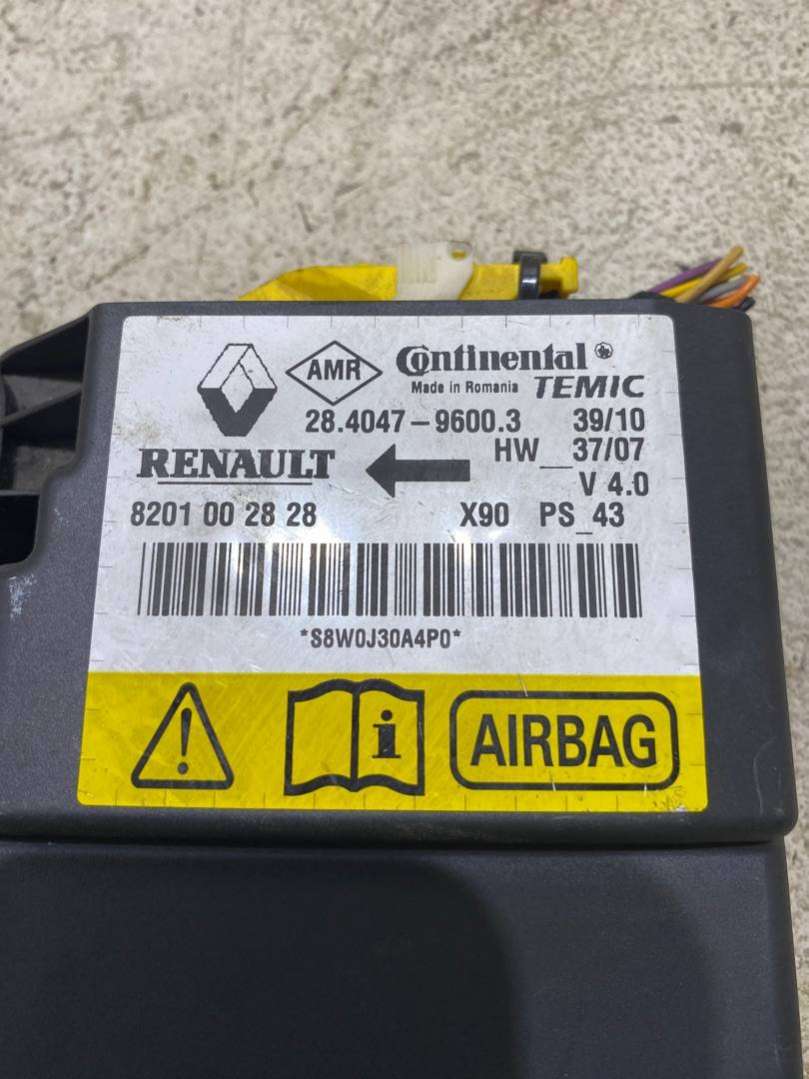 AMR Continental
Made in Romania TEMIC
28.4047-9600.3 39/10
RENAULT HW__37/07
V 4.0
8201 00 28 28 X90 PS_43
*S8W0J30A4P0*
i AIRBAG